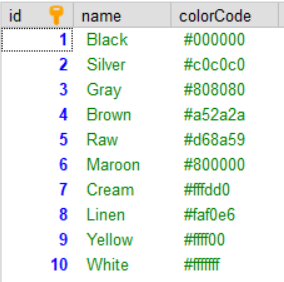 id name colorCode
1 Black #000000
2 Silver #c0c0c0
3 Gray #808080
4 Brown #a52a2a
5 Raw #d68a59
6 Maroon #800000
7 Cream #fffdd0
8 Linen #faf0e6
9 Yellow #ffff00
10 White #ffffff